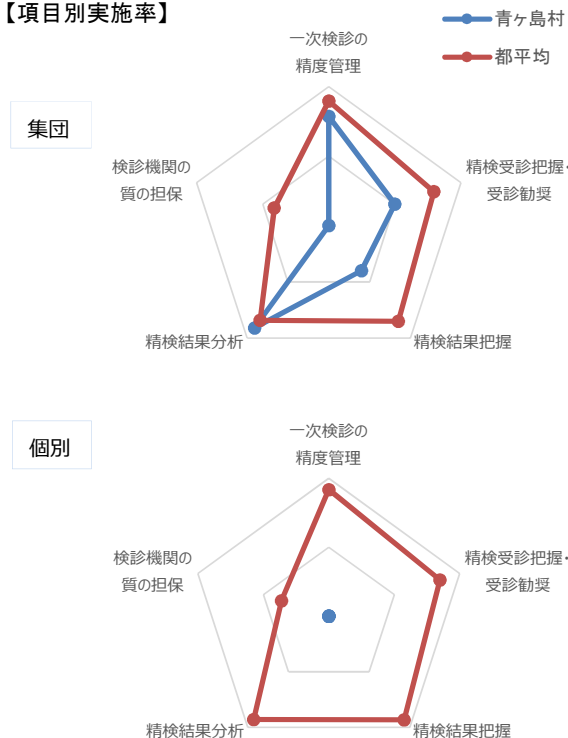 【項目別実施率】
青ヶ島村
都平均
集団
一次検診の
精度管理
検診機関の
質の担保
精検受診把握・
受診勧奨
精検結果分析
精検結果把握
個別
一次検診の
精度管理
検診機関の
質の担保
精検受診把握・
受診勧奨
精検結果分析
精検結果把握